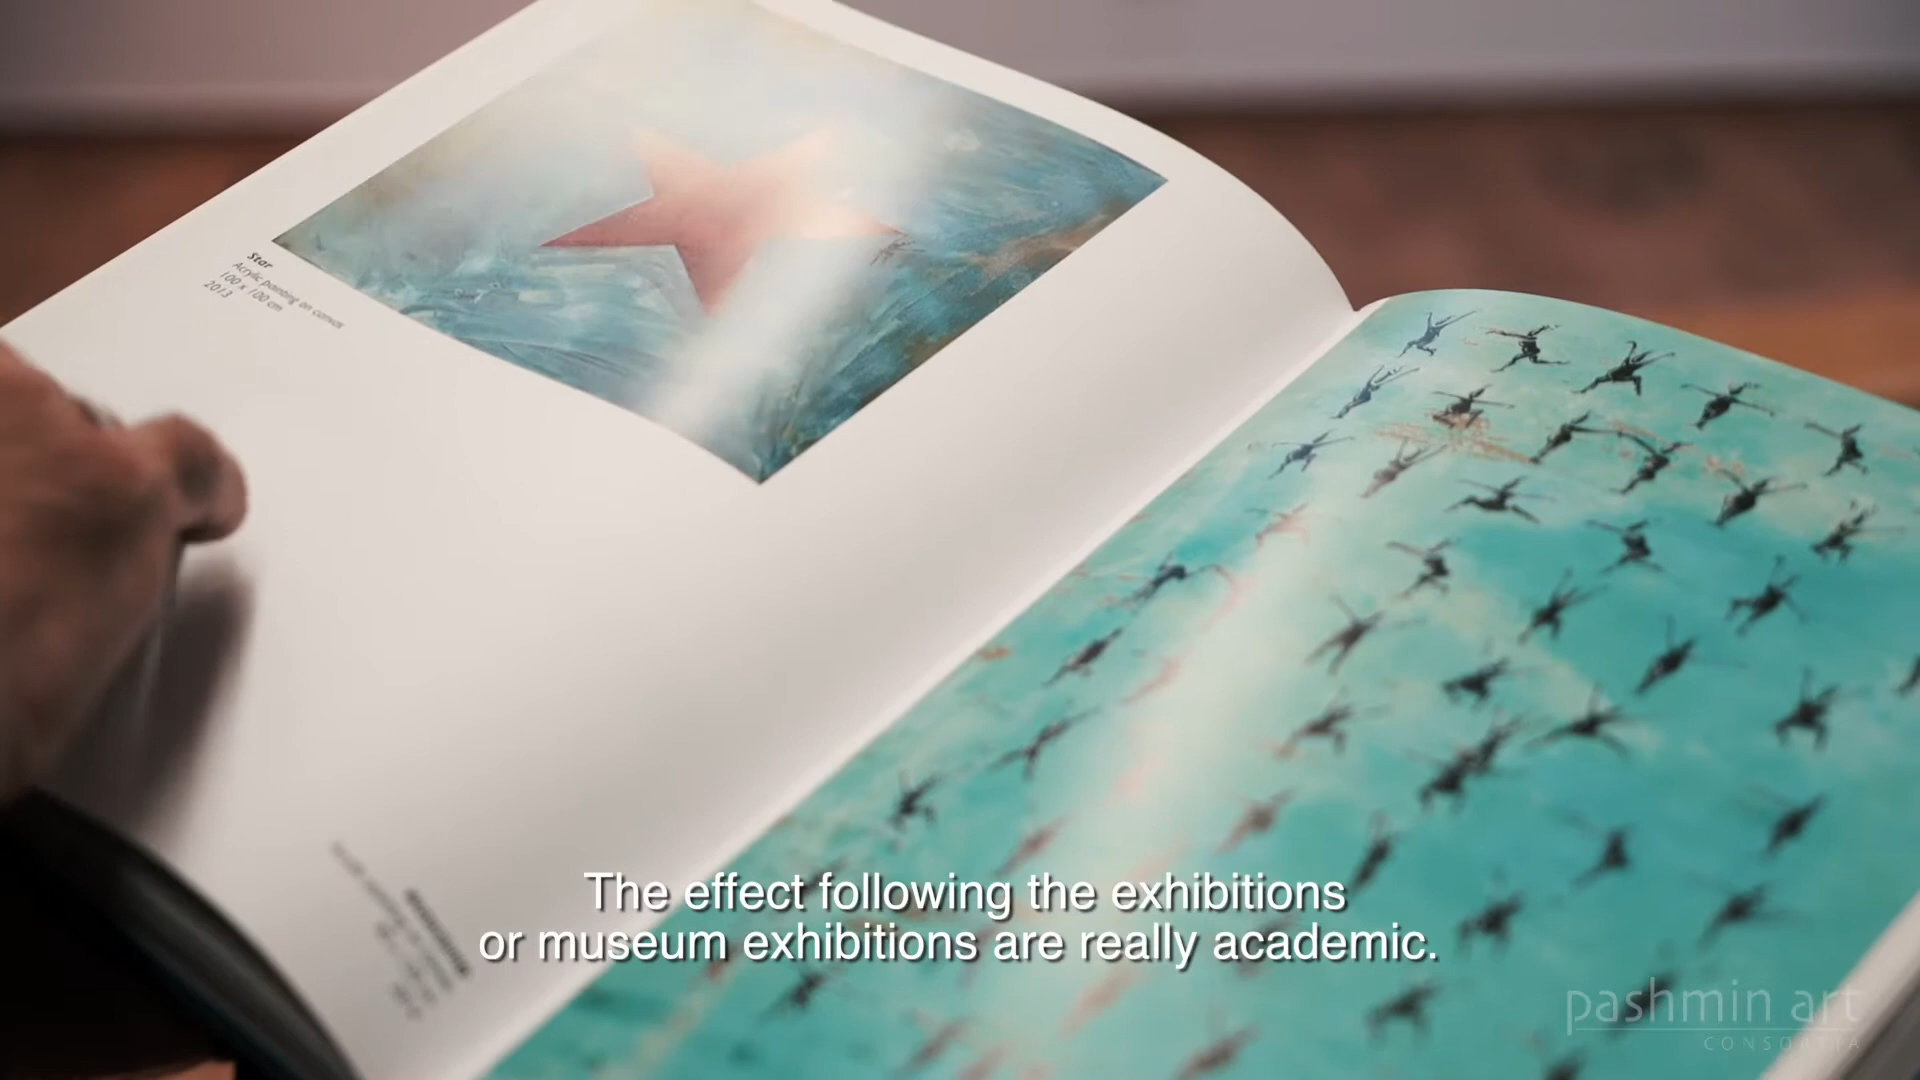 Star
Acrylic painting on canvas
100 x 100 cm
2013
The effect following the exhibitions
or museum exhibitions are really academic.
pashmin art
CONSORTIA